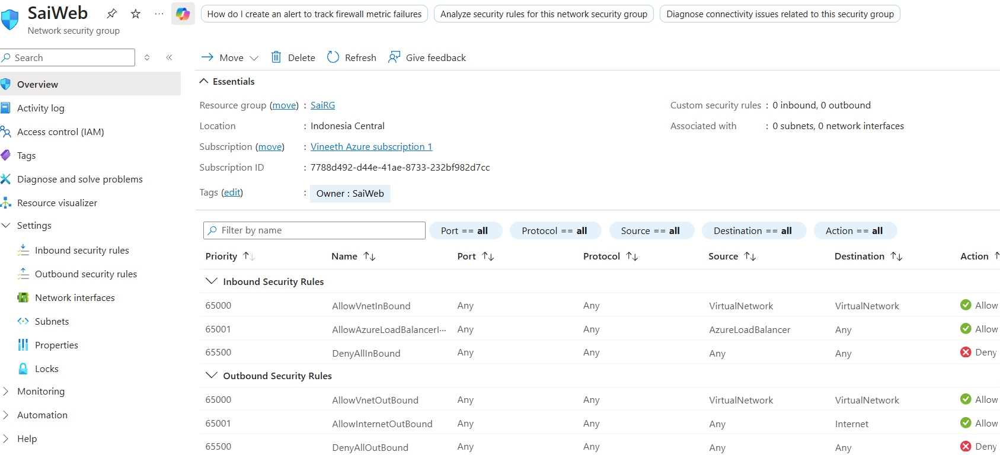 SaiWeb
Network security group
How do I create an alert to track firewall metric failures
Analyze security rules for this network security group
Diagnose connectivity issues related to this security group
Search
Overview
Activity log
Access control (IAM)
Tags
Diagnose and solve problems
Resource visualizer
Settings
Inbound security rules
Outbound security rules
Network interfaces
Subnets
Properties
Locks
Monitoring
Automation
Help
Move Delete Refresh Give feedback
Essentials
Resource group (move) : SaiRG
Location : Indonesia Central
Subscription (move) : Vineeth Azure subscription 1
Subscription ID : 7788d492-d44e-41ae-8733-232bf982d7cc
Tags (edit) : Owner : SaiWeb
Custom security rules : 0 inbound, 0 outbound
Associated with : 0 subnets, 0 network interfaces
Filter by name Port == all Protocol == all Source == all Destination == all Action == all
Priority Name Port Protocol Source Destination Action
Inbound Security Rules
65000 AllowVnetInBound Any Any VirtualNetwork VirtualNetwork Allow
65001 AllowAzureLoadBalancerI... Any Any AzureLoadBalancer Any Allow
65500 DenyAllInBound Any Any Any Any Deny
Outbound Security Rules
65000 AllowVnetOutBound Any Any VirtualNetwork VirtualNetwork Allow
65001 AllowInternetOutBound Any Any Any Internet Allow
65500 DenyAllOutBound Any Any Any Any Deny